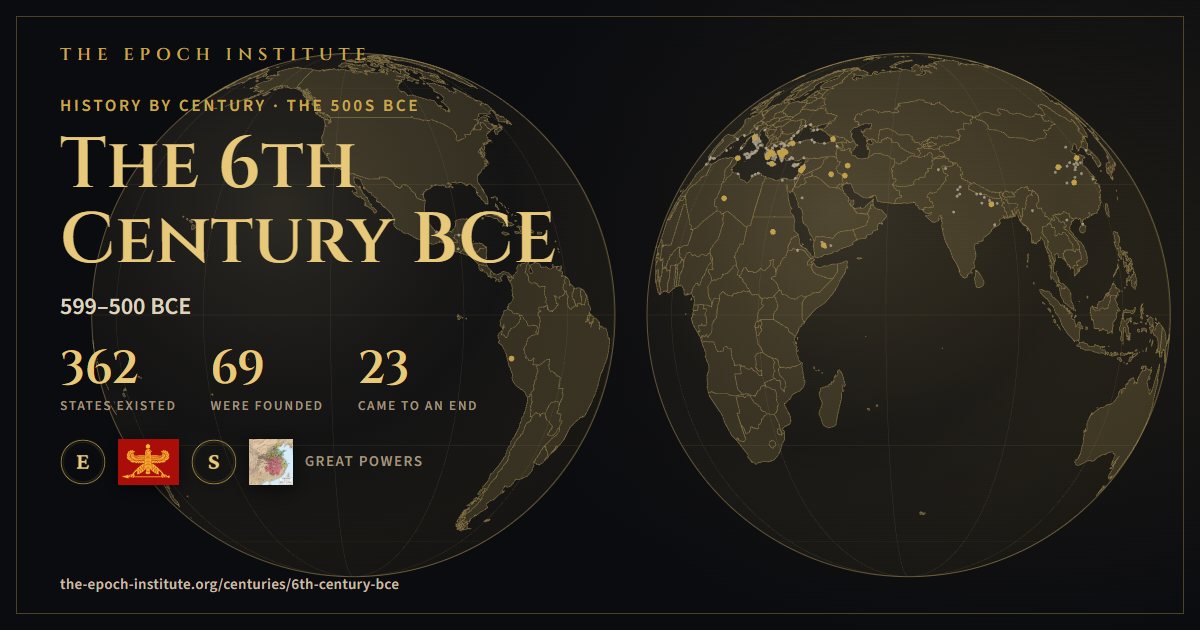 THE EPOCH INSTITUTE
HISTORY BY CENTURY · THE 500S BCE
THE 6TH
CENTURY BCE
599–500 BCE
362 69 23
STATES EXISTED WERE FOUNDED CAME TO AN END
E S GREAT POWERS
the-epoch-institute.org/centuries/6th-century-bce